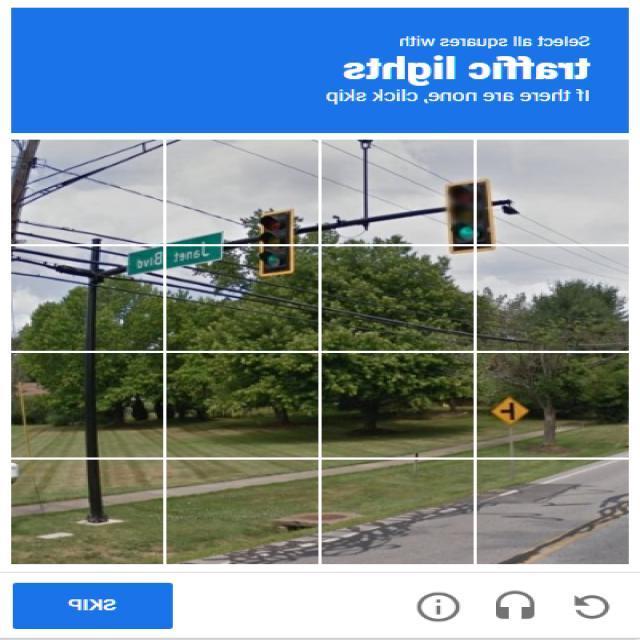 Select all squares with
traffic lights
If there are none, click skip
Janet Blvd
SKIP